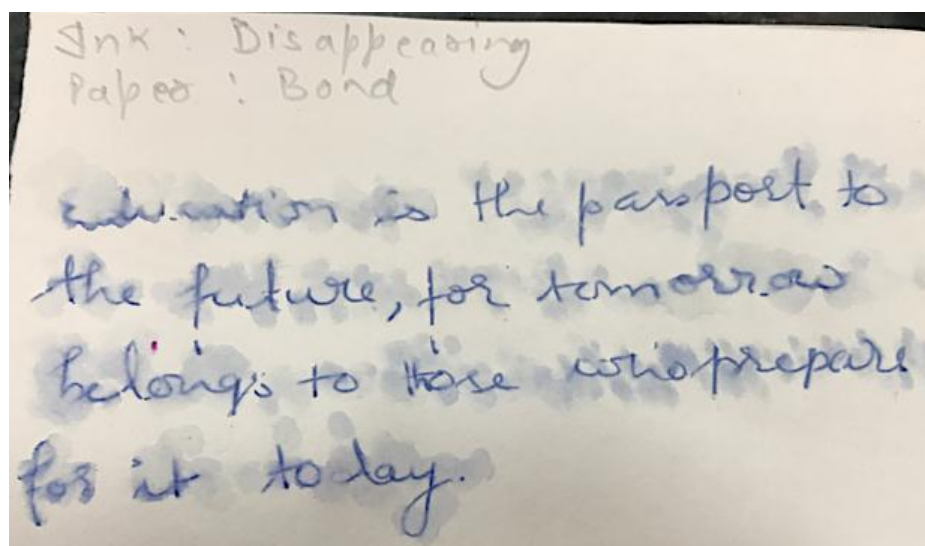 Ink : Disappearing
Paper : Bond
education is the passport to
the future, for tomorrow
belongs to those who prepare
for it today.